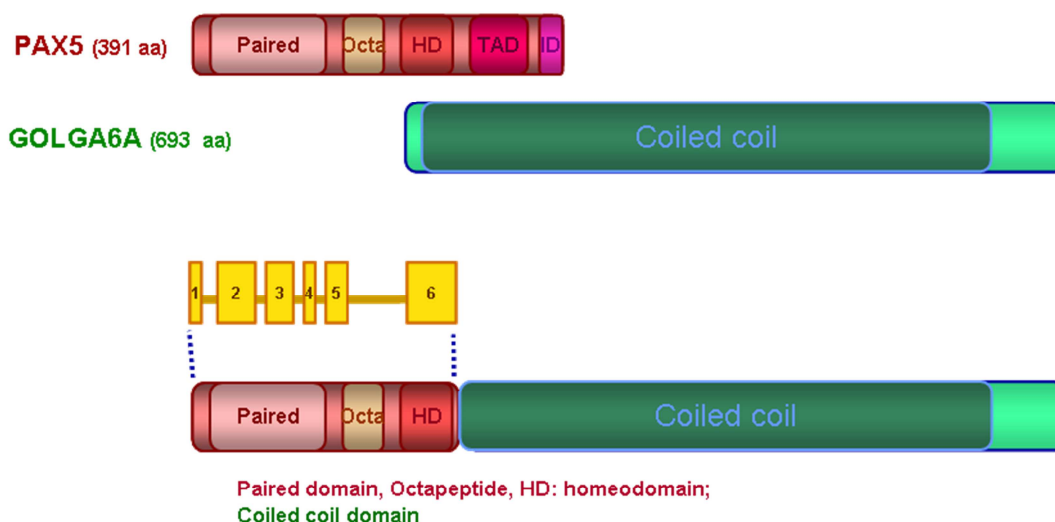 PAX5 (391 aa)
Paired Octa HD TAD ID
GOLGA6A (693 aa)
Coiled coil
1 2 3 4 5 6
Paired Octa HD Coiled coil
Paired domain, Octapeptide, HD: homeodomain;
Coiled coil domain